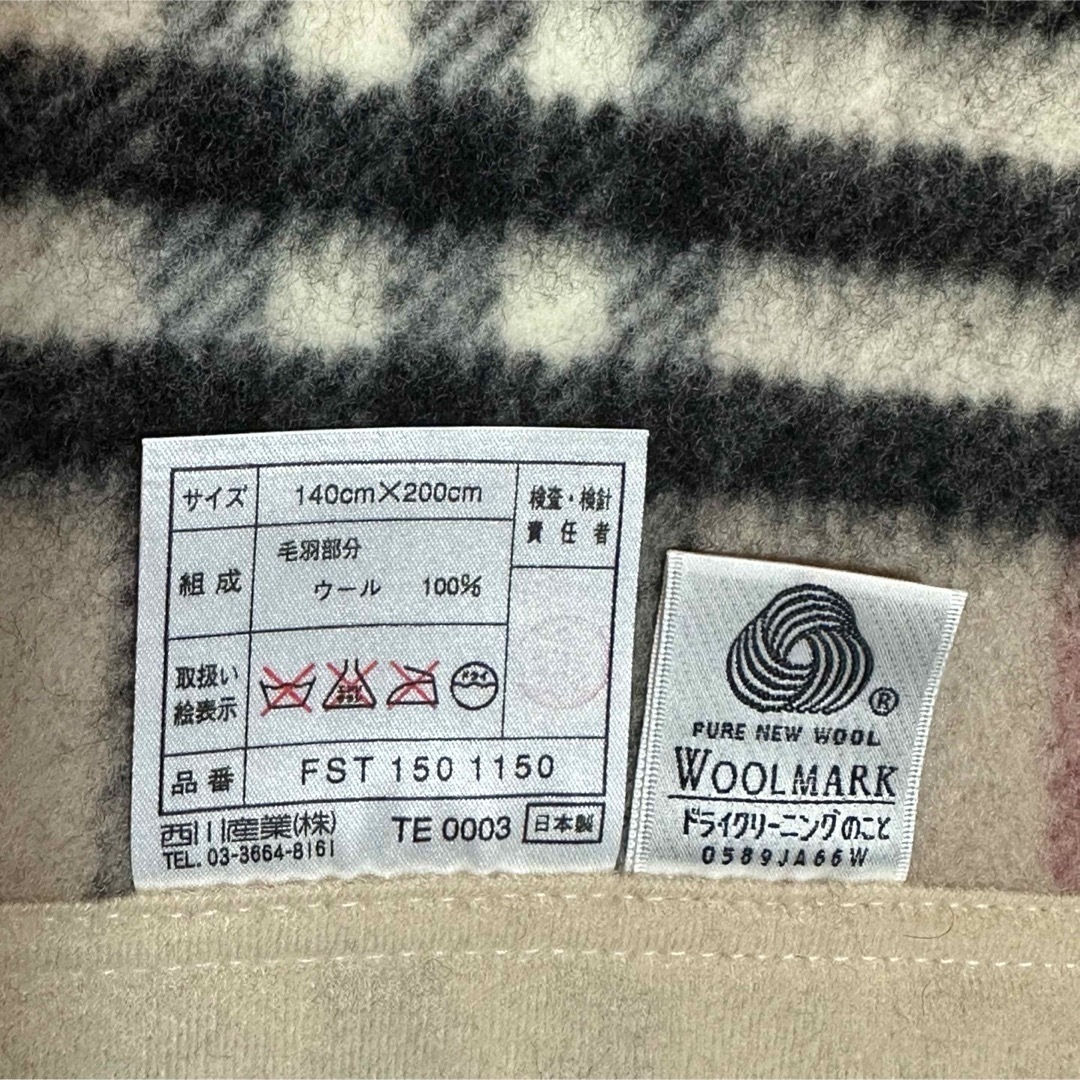 サイズ 140cm×200cm 検査・検針
責任者
組成 毛羽部分
ウール 100%
取扱い
絵表示 ドライ
品番 FST 150 1150
西川産業(株) TE 0003 日本製
TEL. 03-3664-8161
®
PURE NEW WOOL
WOOLMARK
ドライクリーニングのこと
0589JA66W